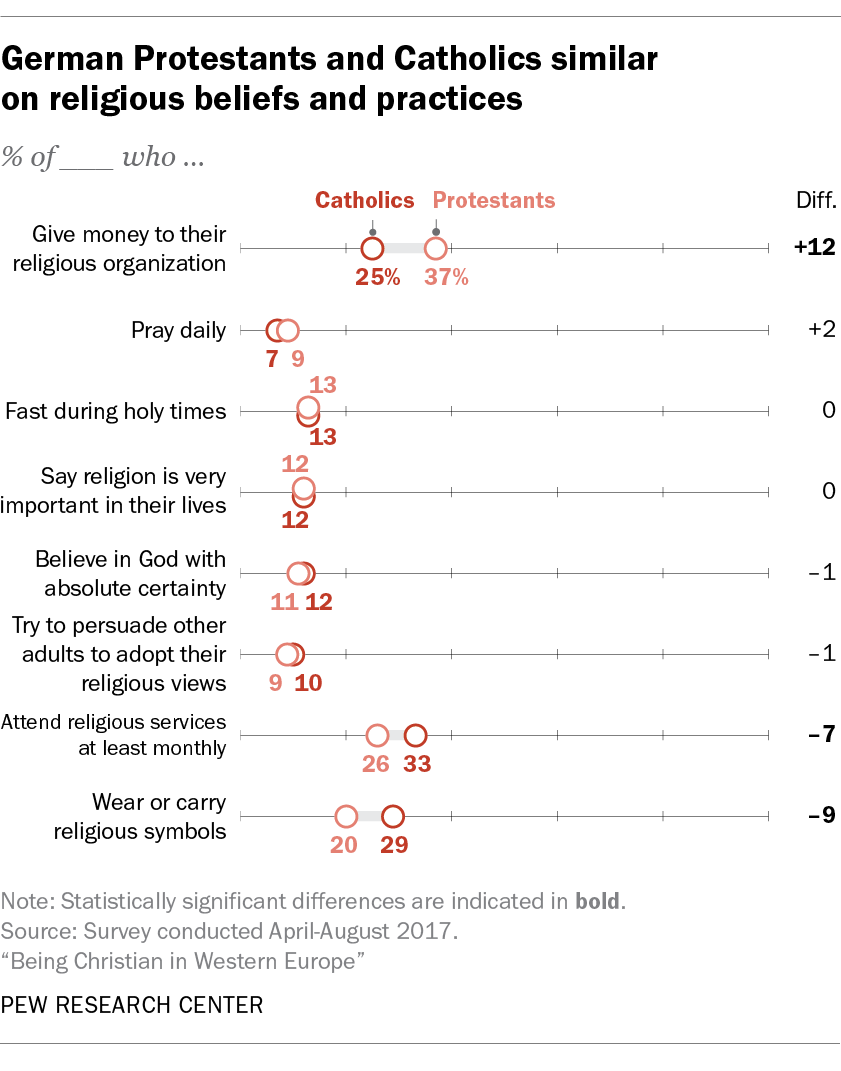 German Protestants and Catholics similar
on religious beliefs and practices
% of ____ who ...
Catholics Protestants Diff.
Give money to their
religious organization
25% 37% +12
Pray daily
7 9 +2
13
Fast during holy times 0
13
12
Say religion is very
important in their lives 0
12
Believe in God with
absolute certainty –1
11 12
Try to persuade other
adults to adopt their –1
religious views 9 10
Attend religious services
at least monthly –7
26 33
Wear or carry
religious symbols –9
20 29
Note: Statistically significant differences are indicated in bold.
Source: Survey conducted April-August 2017.
“Being Christian in Western Europe”
PEW RESEARCH CENTER